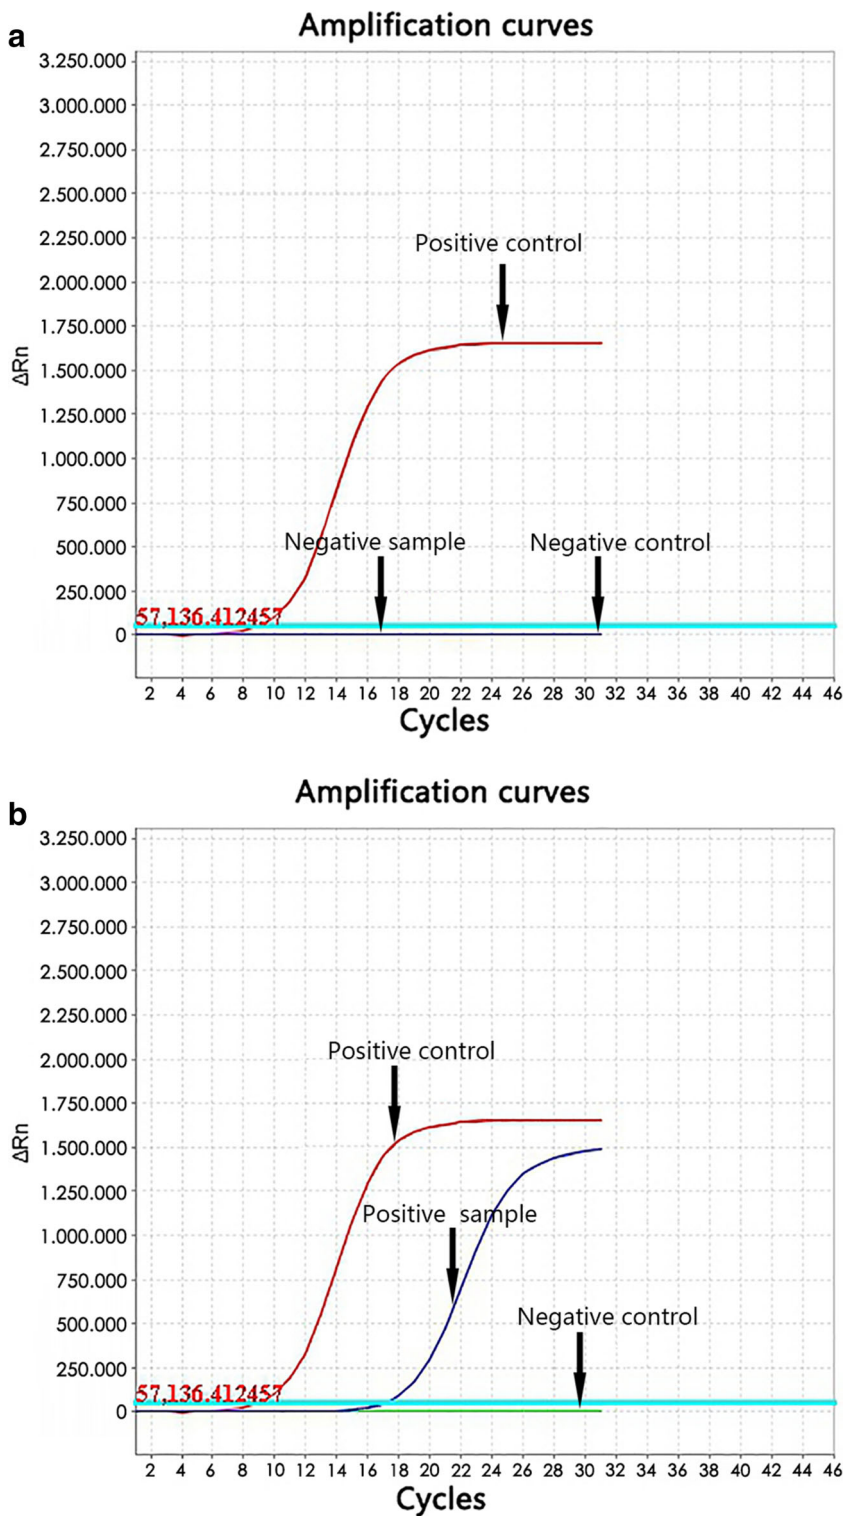 a
Amplification curves
3.250.000
3.000.000
2.750.000
2.500.000
2.250.000
2.000.000
1.750.000
1.500.000
1.250.000
1.000.000
750.000
500.000
250.000
0
ΔRn
Positive control
Negative sample
Negative control
57,136.412457
2 4 6 8 10 12 14 16 18 20 22 24 26 28 30 32 34 36 38 40 42 44 46
Cycles
b
Amplification curves
3.250.000
3.000.000
2.750.000
2.500.000
2.250.000
2.000.000
1.750.000
1.500.000
1.250.000
1.000.000
750.000
500.000
250.000
0
ΔRn
Positive control
Positive sample
Negative control
57,136.412457
2 4 6 8 10 12 14 16 18 20 22 24 26 28 30 32 34 36 38 40 42 44 46
Cycles